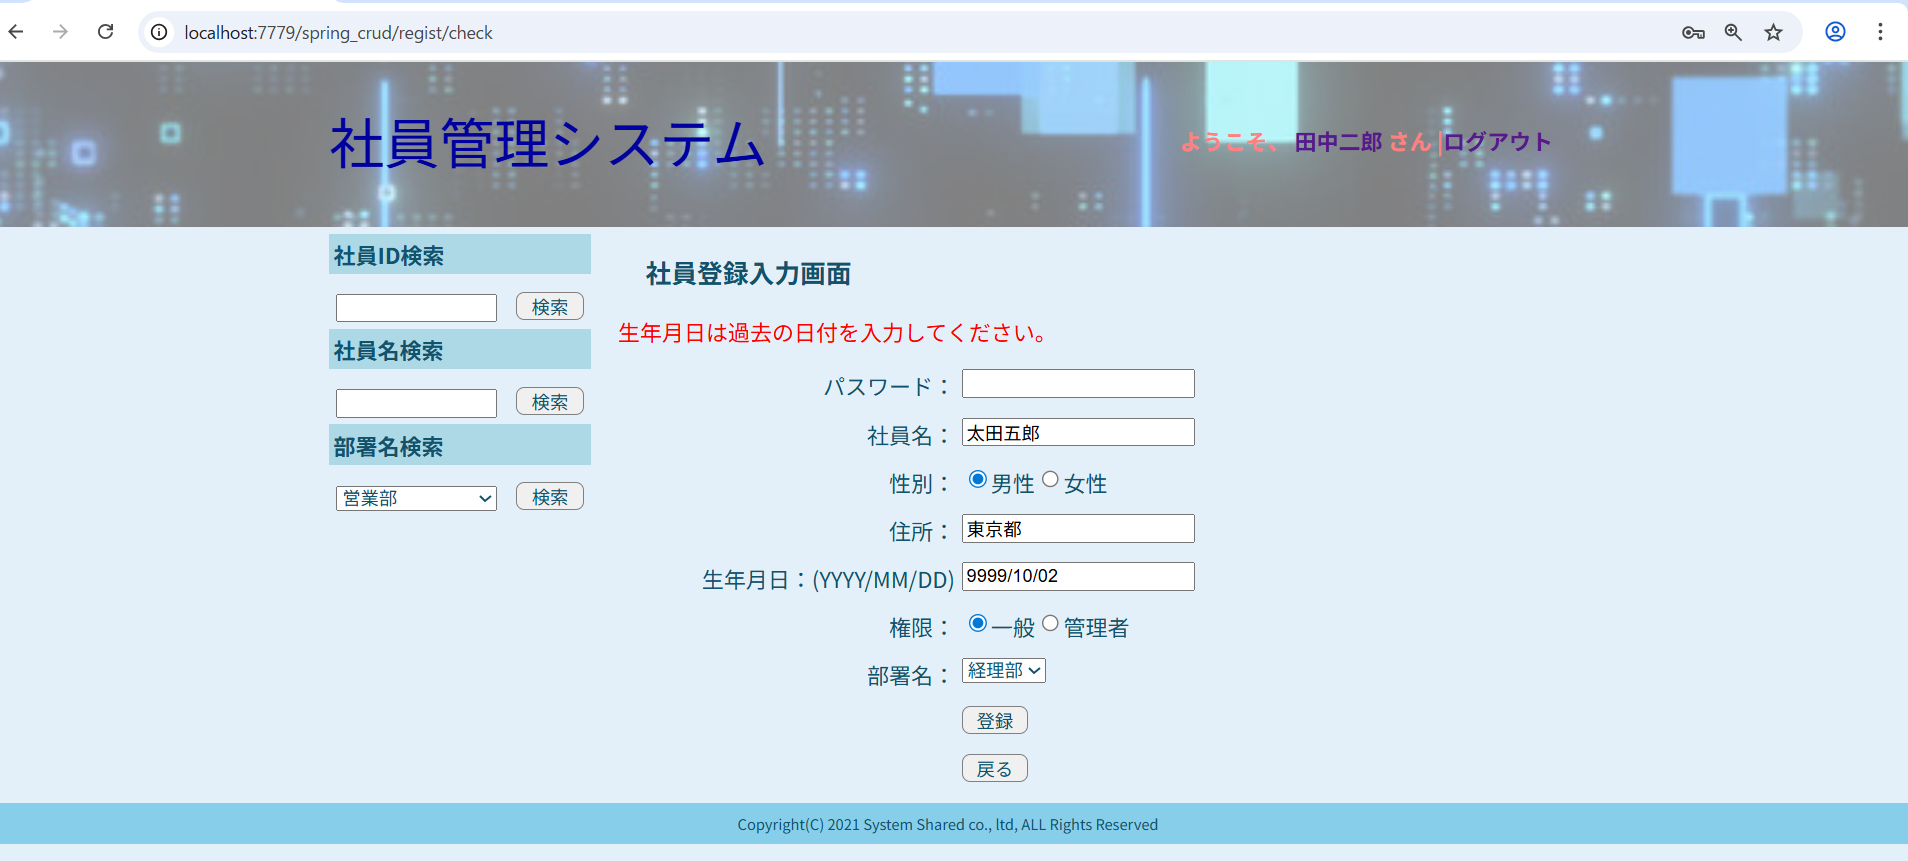 localhost:7779/spring_crud/regist/check
社員管理システム
ようこそ、 田中二郎 さん |ログアウト
社員ID検索
検索
社員名検索
検索
部署名検索
営業部 検索
社員登録入力画面
生年月日は過去の日付を入力してください。
パスワード：
社員名： 太田五郎
性別： 男性 女性
住所： 東京都
生年月日：(YYYY/MM/DD) 9999/10/02
権限： 一般 管理者
部署名： 経理部
登録
戻る
Copyright(C) 2021 System Shared co., ltd, ALL Rights Reserved